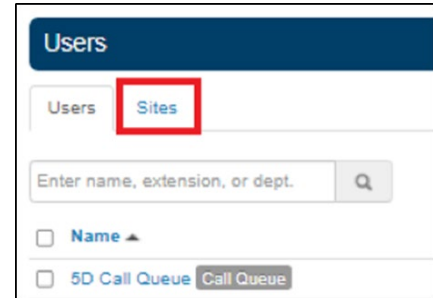 Users
Users Sites
Enter name, extension, or dept.
Name
5D Call Queue Call Queue